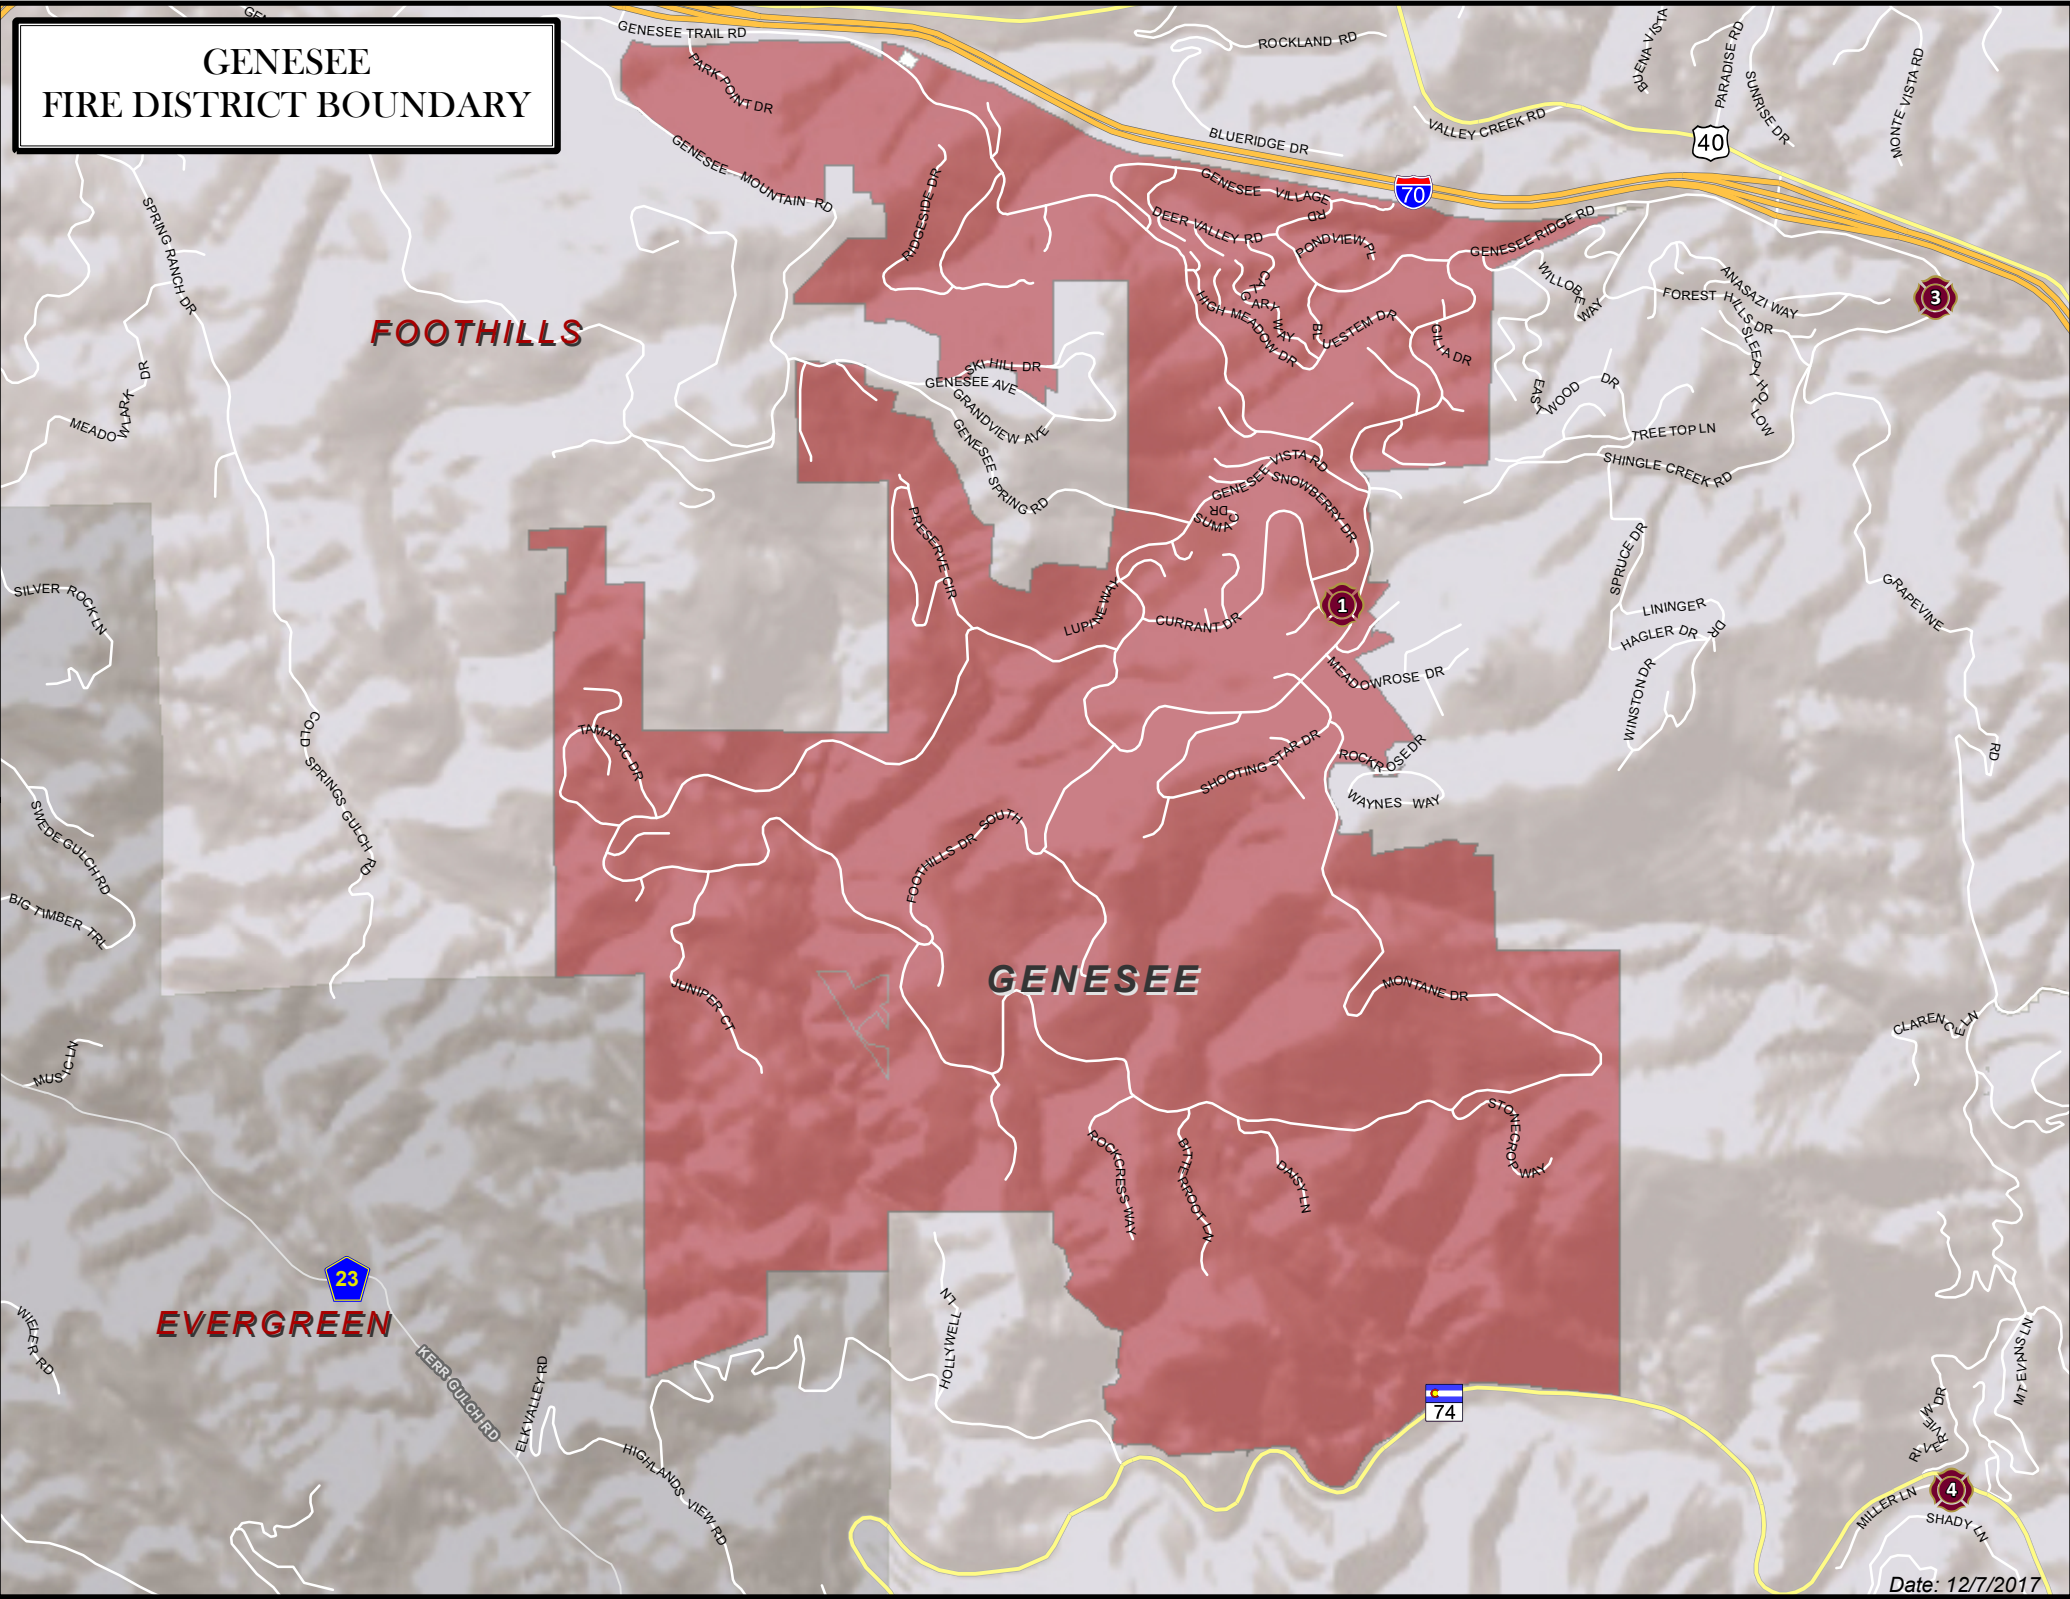 GENESEE
FIRE DISTRICT BOUNDARY
GENESEE TRAIL RD
PARK POINT DR
ROCKLAND RD
BUENA VISTA
PARADISE RD
SUNRISE DR
MONTE VISTA RD
VALLEY CREEK RD
BLUERIDGE DR
40
70
GENESEE MOUNTAIN RD
RIDGESIDE DR
GENESEE VILLAGE RD
DEER VALLEY RD
PONDVIEW PL
GENESEE RIDGE RD
SPRING RANCH DR
CALGARY WAY
HIGH MEADOW DR
BLUESTEM DR
GILIA DR
WILLOBE WAY
ANASAZI WAY
FOREST HILLS DR
SLEEPY HOLLOW
3
FOOTHILLS
MEADOWLARK DR
SKI HILL DR
GENESEE AVE
GRANDVIEW AVE
GENESEE SPRING RD
EASTWOOD DR
TREETOP LN
SHINGLE CREEK RD
GENESEE VISTA RD
SNOWBERRY DR
SUMAC DR
PRESERVE CIR
LUPINE WAY
CURRANT DR
1
SPRUCE DR
LININGER DR
HAGLER DR
WINSTON DR
GRAPEVINE RD
SILVER ROCK LN
MEADOWROSE DR
ROCKROSE DR
WAYNES WAY
SHOOTING STAR DR
TAMARAC DR
COLD SPRINGS GULCH RD
SWEDE GULCH RD
BIG TIMBER TRL
FOOTHILLS DR SOUTH
GENESEE
MONTANE DR
JUNIPER CT
CLARENCE LN
MUSIC LN
ROCKCRESS WAY
BITTERROOT LN
DAISY LN
STONECROP WAY
23
EVERGREEN
WIELER RD
KERR GULCH RD
ELK VALLEY RD
HIGHLANDS VIEW RD
HOLLYWELL LN
74
MT EVANS LN
RIVERVIEW DR
4
MILLER LN
SHADY LN
Date: 12/7/2017